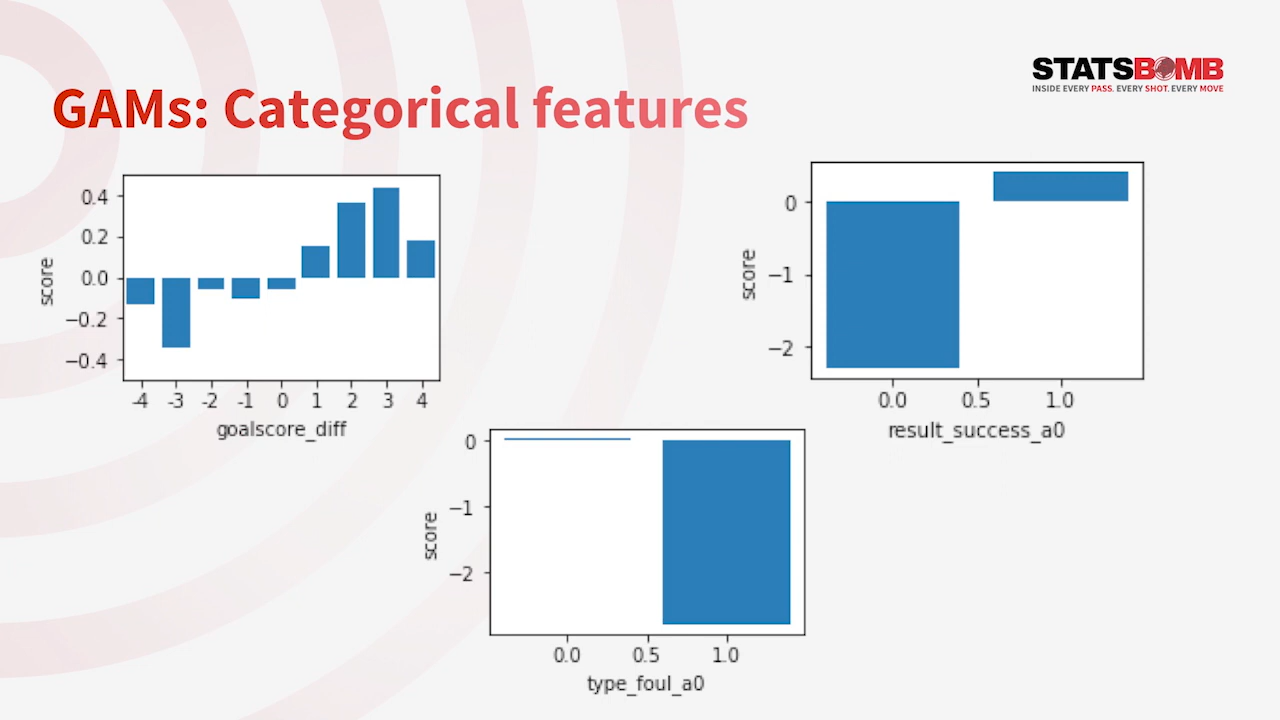 STATSBOMB
INSIDE EVERY PASS. EVERY SHOT. EVERY MOVE
GAMs: Categorical features
0.4
0.2
0.0
−0.2
−0.4
score
-4 -3 -2 -1 0 1 2 3 4
goalscore_diff
0
−1
−2
score
0.0 0.5 1.0
result_success_a0
0
−1
−2
score
0.0 0.5 1.0
type_foul_a0